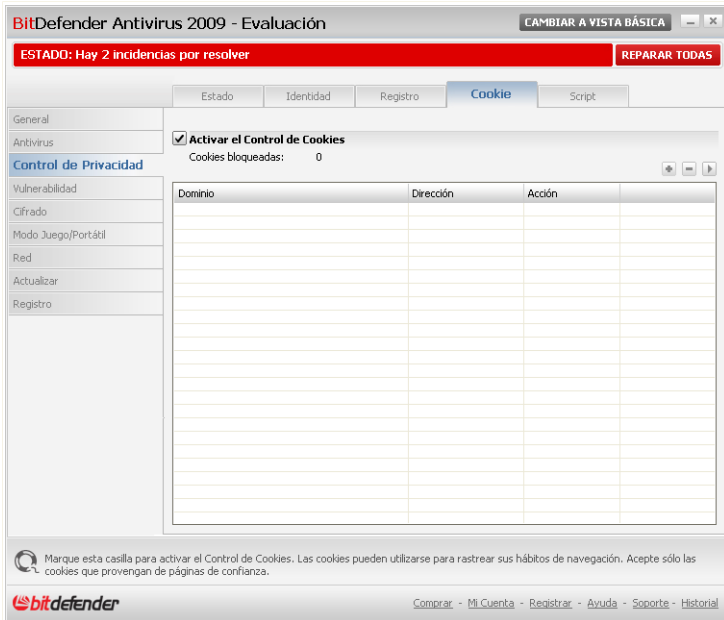 BitDefender Antivirus 2009 - Evaluación
CAMBIAR A VISTA BÁSICA
ESTADO: Hay 2 incidencias por resolver
REPARAR TODAS
Estado
Identidad
Registro
Cookie
Script
General
Antivirus
Control de Privacidad
Vulnerabilidad
Cifrado
Modo Juego/Portátil
Red
Actualizar
Registro
Activar el Control de Cookies
Cookies bloqueadas: 0
Dominio
Dirección
Acción
Marque esta casilla para activar el Control de Cookies. Las cookies pueden utilizarse para rastrear sus hábitos de navegación. Acepte sólo las
cookies que provengan de páginas de confianza.
bitdefender
Comprar - Mi Cuenta - Registrar - Ayuda - Soporte - Historial